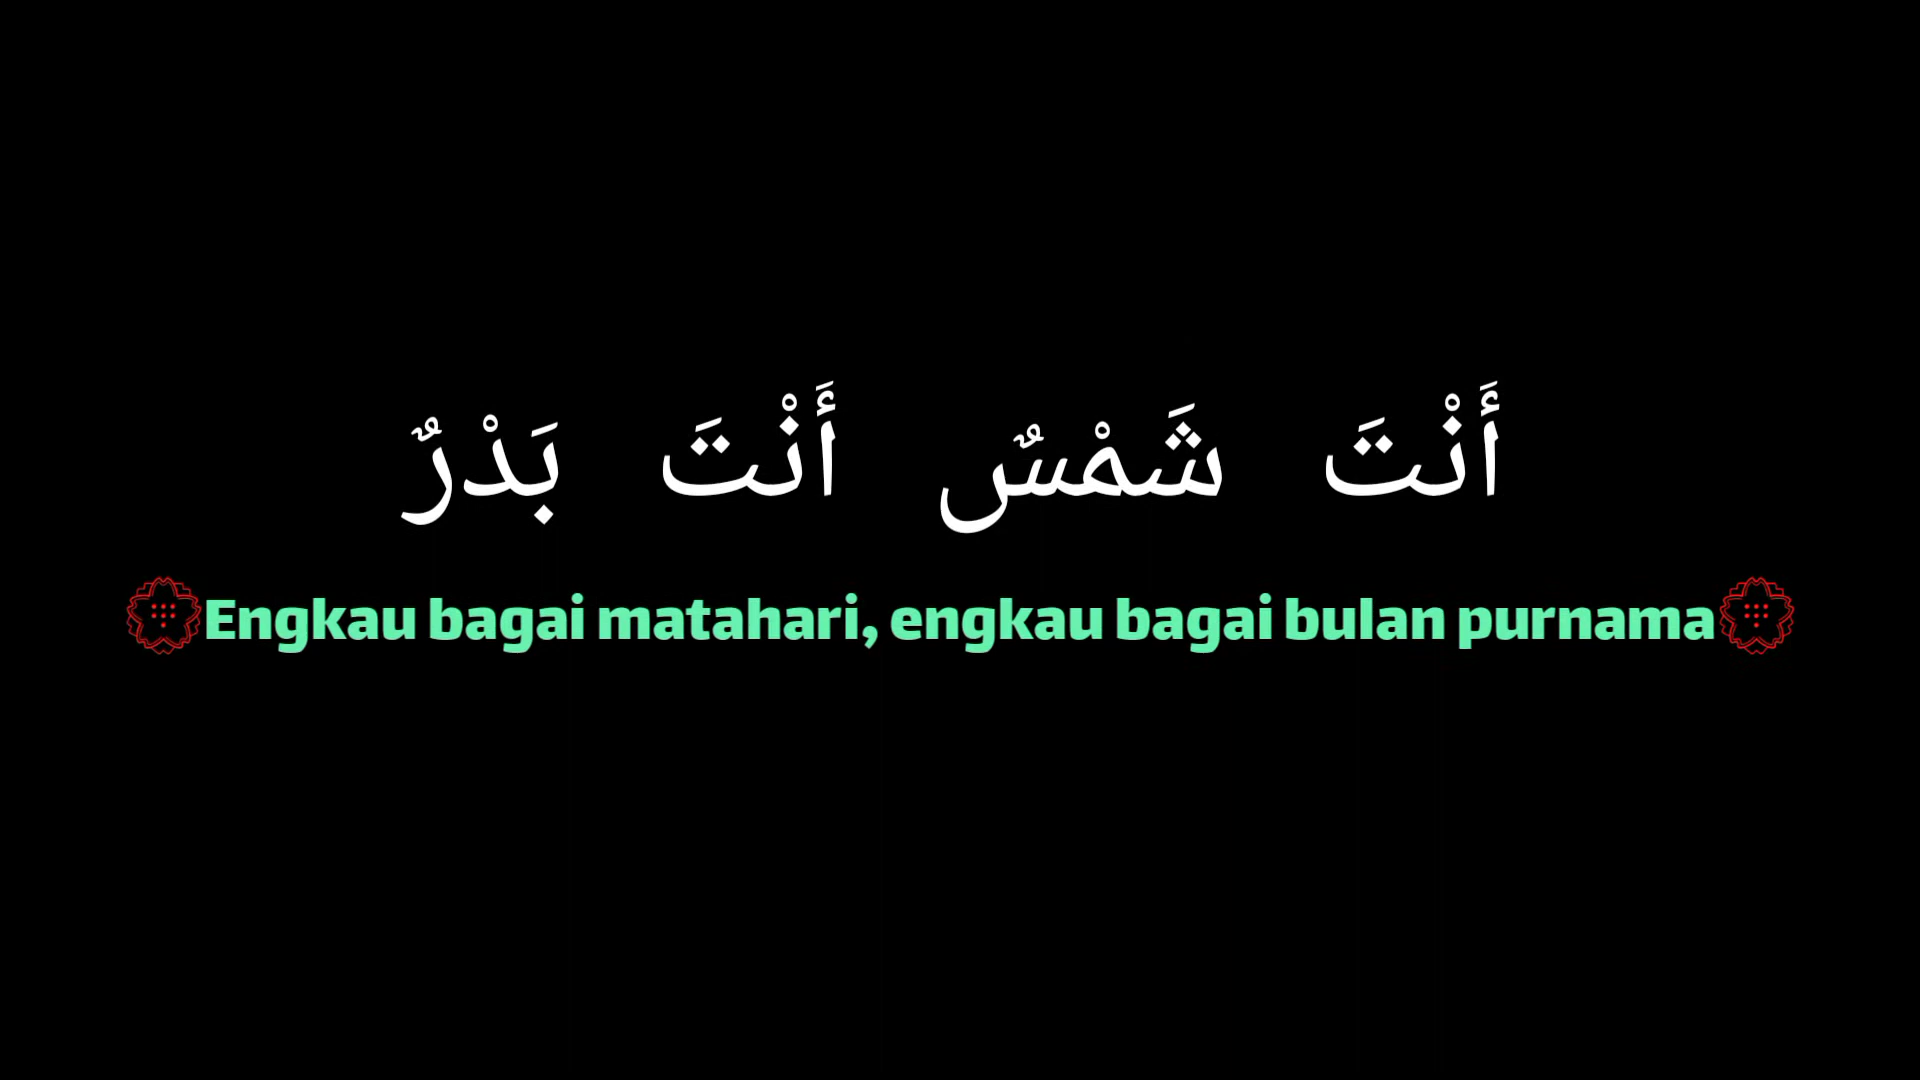 أَنْتَ شَمْسٌ أَنْتَ بَدْرٌ
Engkau bagai matahari, engkau bagai bulan purnama